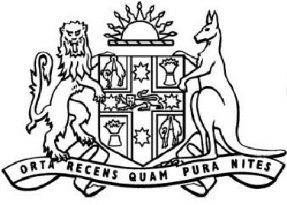 ORTA RECENS QUAM PURA NITES